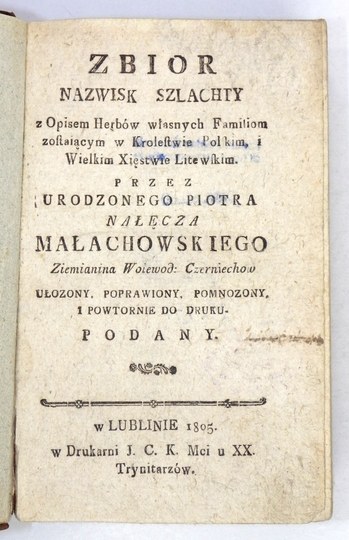 ZBIOR
NAZWISK SZLACHTY
z Opisem Herbów własnych Familiom
zostaiącym w Krolestwie Polskim, i
Wielkim Xięstwie Litewskim.
PRZEZ
URODZONEGO PIOTRA
NAŁĘCZA
MAŁACHOWSKIEGO
Ziemianina Woiewod: Czerniechow
UŁOZONY, POPRAWIONY, POMNOZONY,
I POWTORNIE DO DRUKU-
PODANY.
w LUBLINIE 1805.
w Drukarni J. C. K. Mci u XX.
Trynitarzów.